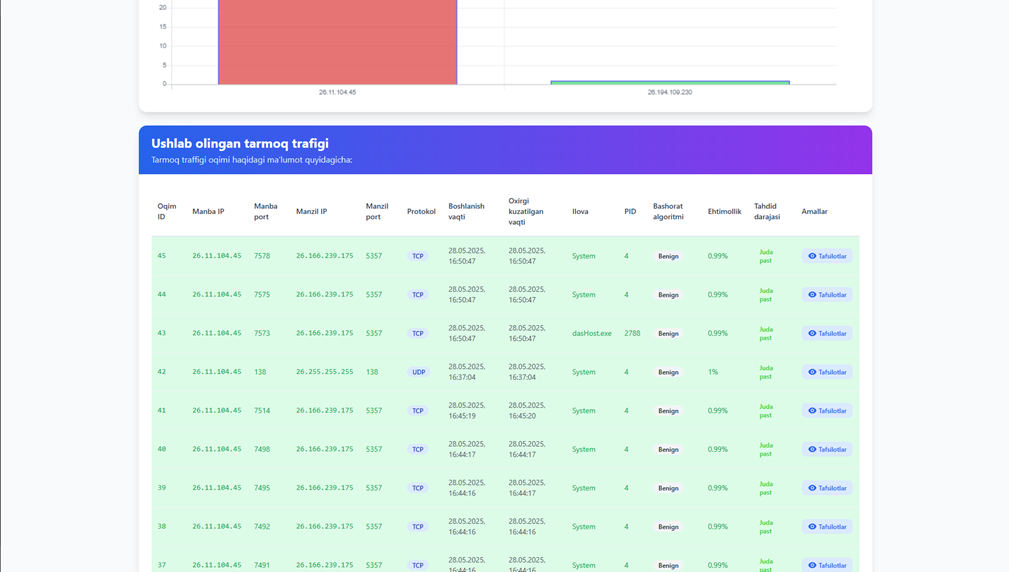 20
15
10
5
0
26.11.104.45 26.194.109.230
Ushlab olingan tarmoq trafigi
Tarmoq traffigi oqimi haqidagi ma'lumot quyidagicha:
Oqim ID Manba IP Manba port Manzil IP Manzil port Protokol Boshlanish vaqti Oxirgi kuzatilgan vaqti Ilova PID Bashorat algoritmi Ehtimollik Tahdid darajasi Amallar
45 26.11.104.45 7578 26.166.239.175 5357 TCP 28.05.2025, 16:50:47 28.05.2025, 16:50:47 System 4 Benign 0.99% Juda past Tafsilotlar
44 26.11.104.45 7575 26.166.239.175 5357 TCP 28.05.2025, 16:50:47 28.05.2025, 16:50:47 System 4 Benign 0.99% Juda past Tafsilotlar
43 26.11.104.45 7573 26.166.239.175 5357 TCP 28.05.2025, 16:50:47 28.05.2025, 16:50:47 dasHost.exe 2788 Benign 0.99% Juda past Tafsilotlar
42 26.11.104.45 138 26.255.255.255 138 UDP 28.05.2025, 16:37:04 28.05.2025, 16:37:04 System 4 Benign 1% Juda past Tafsilotlar
41 26.11.104.45 7514 26.166.239.175 5357 TCP 28.05.2025, 16:45:19 28.05.2025, 16:45:20 System 4 Benign 0.99% Juda past Tafsilotlar
40 26.11.104.45 7498 26.166.239.175 5357 TCP 28.05.2025, 16:44:17 28.05.2025, 16:44:17 System 4 Benign 0.99% Juda past Tafsilotlar
39 26.11.104.45 7495 26.166.239.175 5357 TCP 28.05.2025, 16:44:16 28.05.2025, 16:44:17 System 4 Benign 0.99% Juda past Tafsilotlar
38 26.11.104.45 7492 26.166.239.175 5357 TCP 28.05.2025, 16:44:16 28.05.2025, 16:44:16 System 4 Benign 0.99% Juda past Tafsilotlar
37 26.11.104.45 7491 26.166.239.175 5357 TCP 28.05.2025, 16:44:16 28.05.2025, 16:44:16 System 4 Benign 0.99% Juda past Tafsilotlar